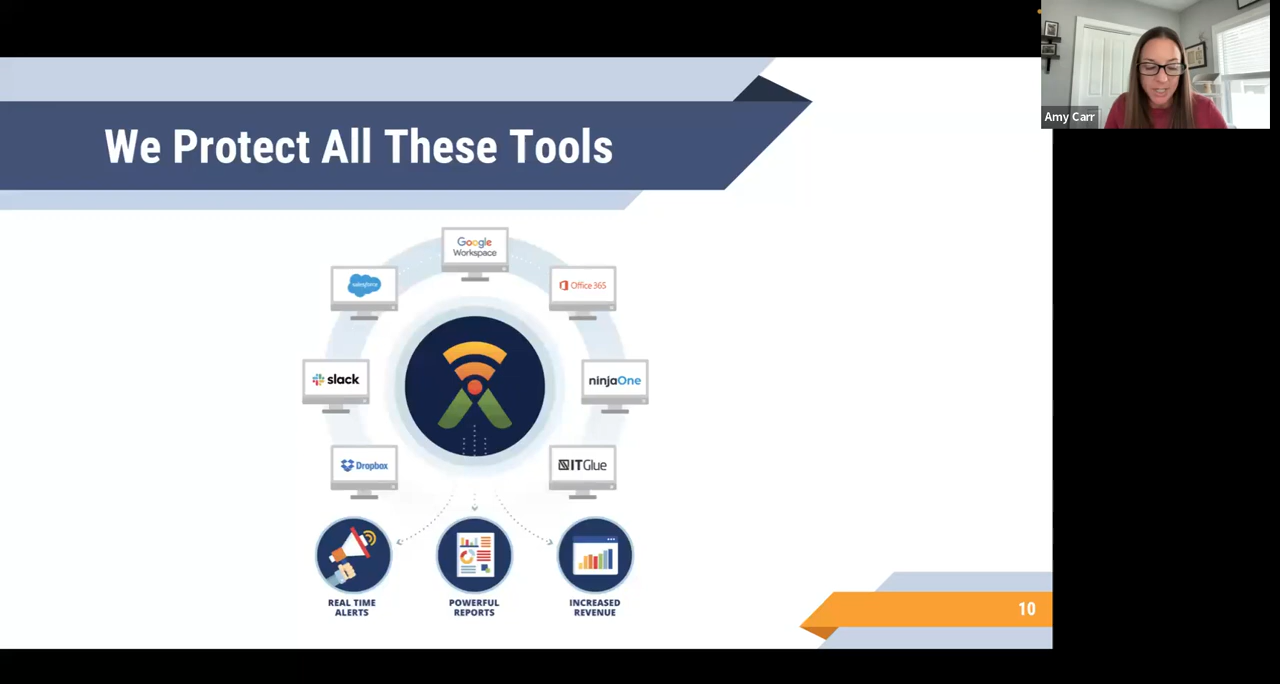 Amy Carr
We Protect All These Tools
Google
Workspace
salesforce
Office 365
slack
ninjaOne
Dropbox
ITGlue
REAL TIME
ALERTS
POWERFUL
REPORTS
INCREASED
REVENUE
10